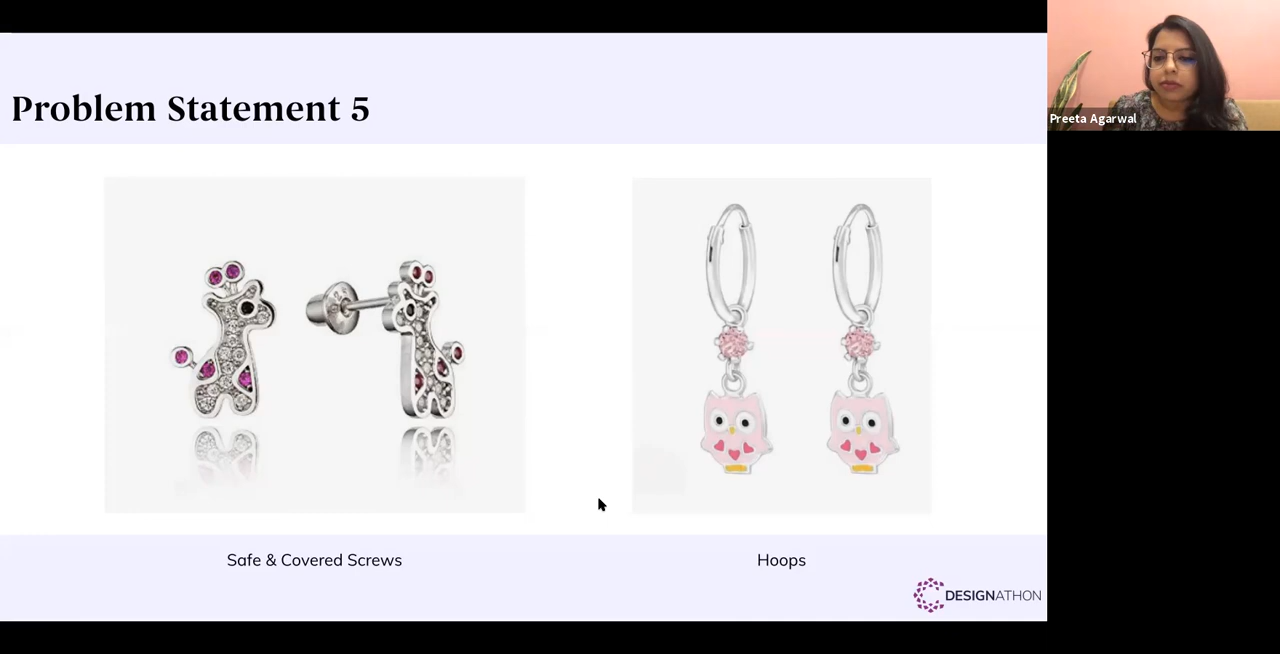 Problem Statement 5
Preeta Agarwal
Safe & Covered Screws
Hoops
DESIGNATHON